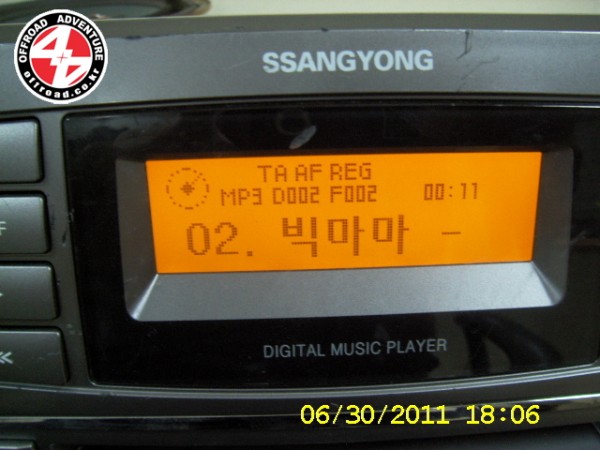 OFFROAD ADVENTURE
4x4
offroad.co.kr
SSANGYONG
TA AF REG
MP3 D002 F002 00:11
02. 빅마마 -
DIGITAL MUSIC PLAYER
06/30/2011 18:06